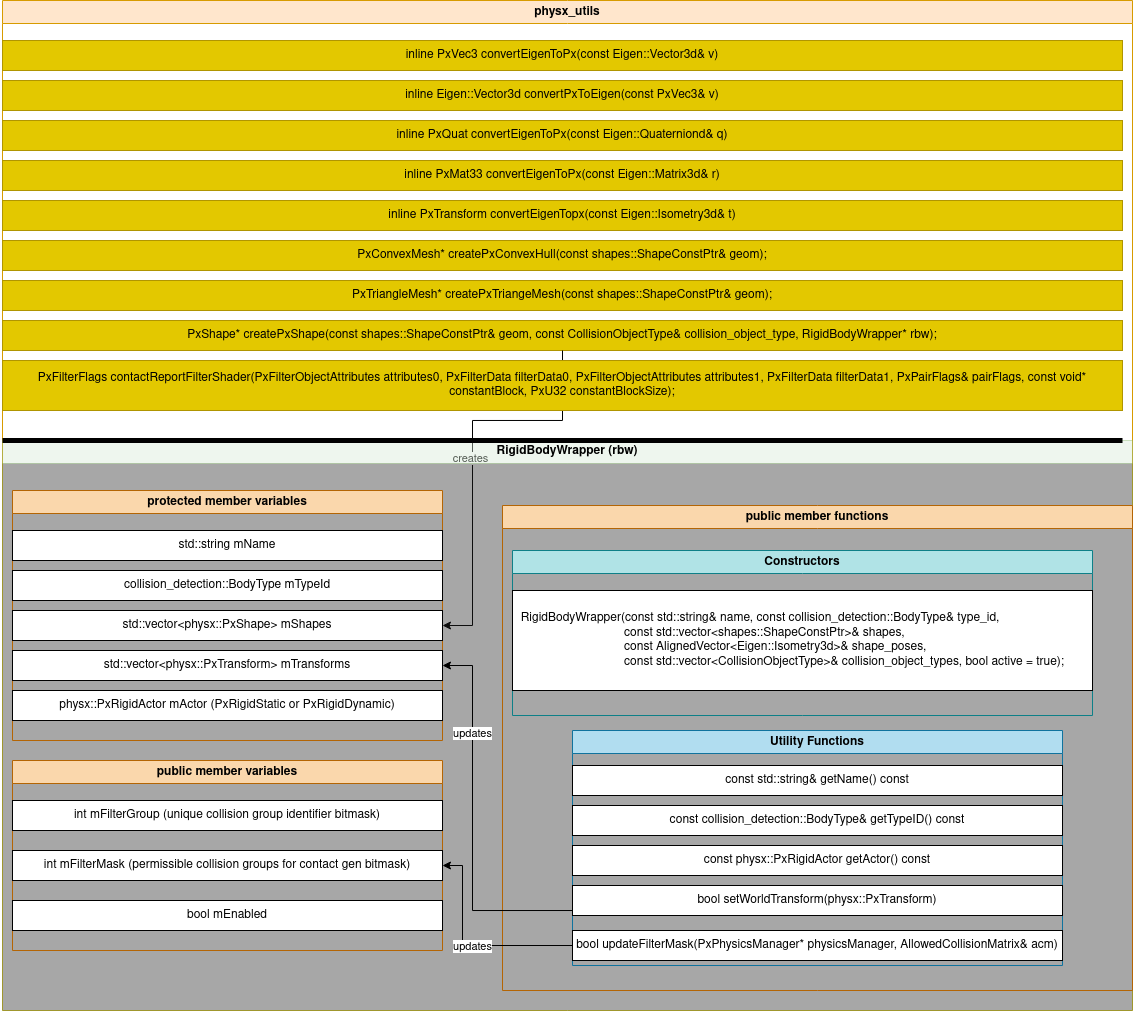 physx_utils
inline PxVec3 convertEigenToPx(const Eigen::Vector3d& v)
inline Eigen::Vector3d convertPxToEigen(const PxVec3& v)
inline PxQuat convertEigenToPx(const Eigen::Quaterniond& q)
inline PxMat33 convertEigenToPx(const Eigen::Matrix3d& r)
inline PxTransform convertEigenTopx(const Eigen::Isometry3d& t)
PxConvexMesh* createPxConvexHull(const shapes::ShapeConstPtr& geom);
PxTriangleMesh* createPxTriangeMesh(const shapes::ShapeConstPtr& geom);
PxShape* createPxShape(const shapes::ShapeConstPtr& geom, const CollisionObjectType& collision_object_type, RigidBodyWrapper* rbw);
PxFilterFlags contactReportFilterShader(PxFilterObjectAttributes attributes0, PxFilterData filterData0, PxFilterObjectAttributes attributes1, PxFilterData filterData1, PxPairFlags& pairFlags, const void*
constantBlock, PxU32 constantBlockSize);
RigidBodyWrapper (rbw)
creates
protected member variables
std::string mName
collision_detection::BodyType mTypeId
std::vector<physx::PxShape> mShapes
std::vector<physx::PxTransform> mTransforms
physx::PxRigidActor mActor (PxRigidStatic or PxRigidDynamic)
updates
public member variables
int mFilterGroup (unique collision group identifier bitmask)
int mFilterMask (permissible collision groups for contact gen bitmask)
bool mEnabled
updates
public member functions
Constructors
RigidBodyWrapper(const std::string& name, const collision_detection::BodyType& type_id,
const std::vector<shapes::ShapeConstPtr>& shapes,
const AlignedVector<Eigen::Isometry3d>& shape_poses,
const std::vector<CollisionObjectType>& collision_object_types, bool active = true);
Utility Functions
const std::string& getName() const
const collision_detection::BodyType& getTypeID() const
const physx::PxRigidActor getActor() const
bool setWorldTransform(physx::PxTransform)
bool updateFilterMask(PxPhysicsManager* physicsManager, AllowedCollisionMatrix& acm)